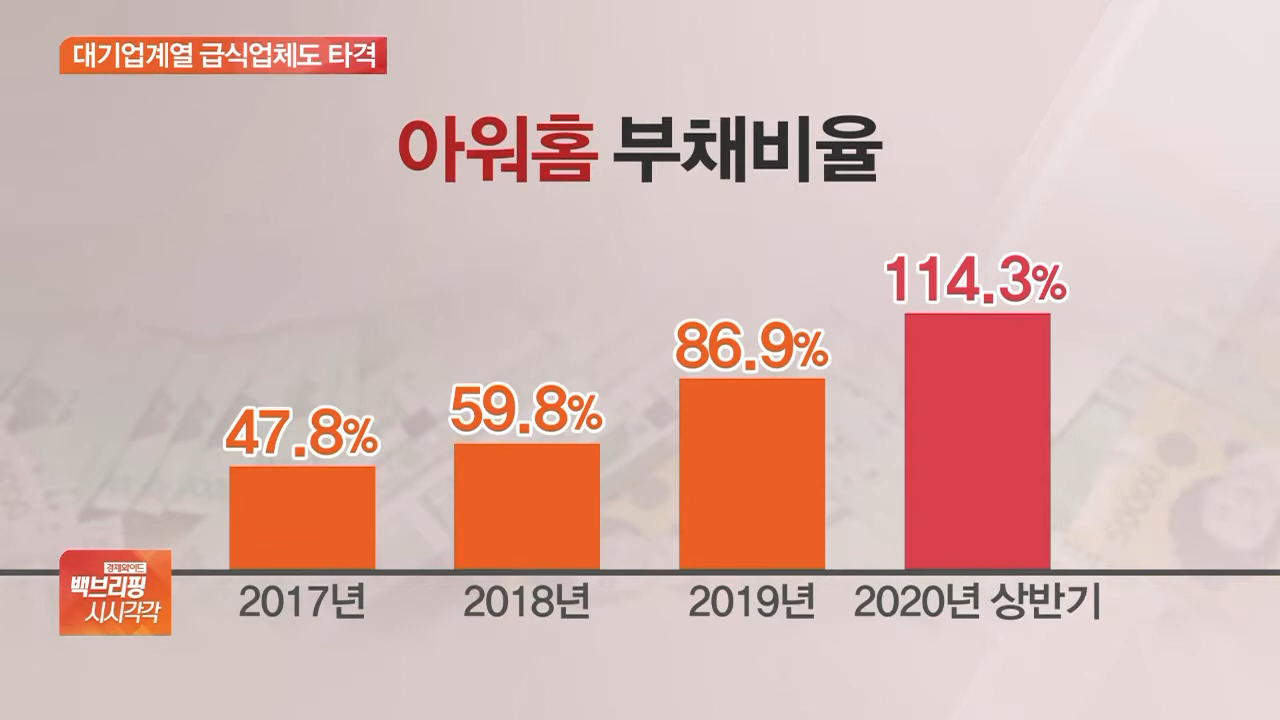 대기업계열 급식업체도 타격
아워홈 부채비율
47.8%
59.8%
86.9%
114.3%
2017년
2018년
2019년
2020년 상반기
경제와이드
백브리핑
시시각각
50000